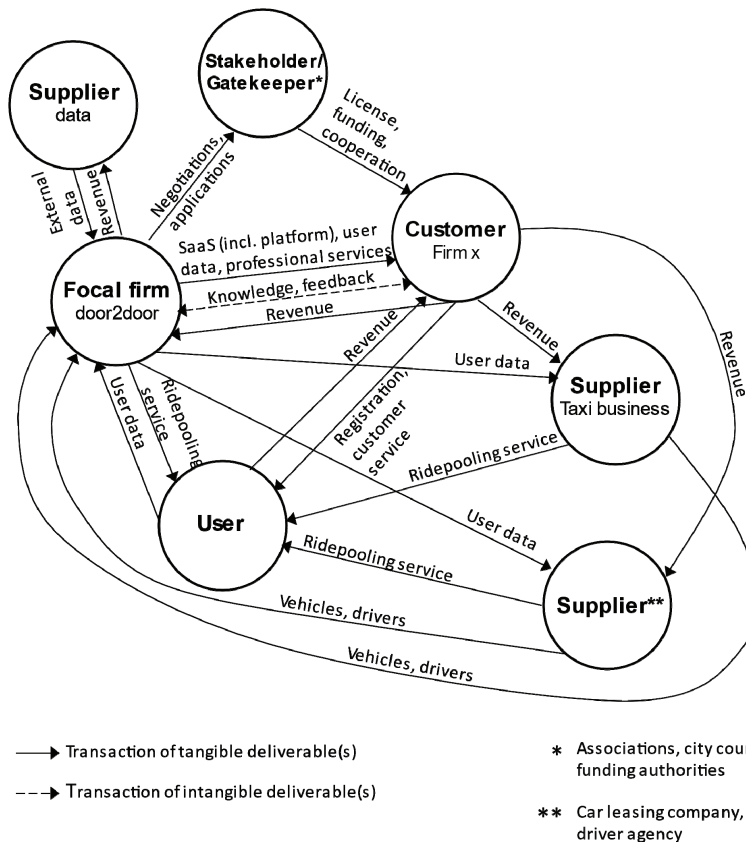 Stakeholder/
Gatekeeper*
Supplier
data
License,
funding,
cooperation
Negotiations,
applications
External
data
Revenue
Customer
Firm x
SaaS (incl. platform), user
data, professional services
Focal firm
door2door
Knowledge, feedback
Revenue
Revenue
Revenue
Revenue
User data
Supplier
Taxi business
User data
Ridepooling
service
Registration,
customer
service
Ridepooling service
User
User data
Ridepooling service
Supplier**
Vehicles, drivers
Vehicles, drivers
Transaction of tangible deliverable(s)
Transaction of intangible deliverable(s)
* Associations, city cou
funding authorities
** Car leasing company,
driver agency